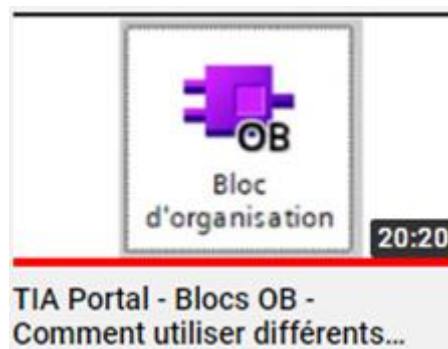 OB
Bloc
d'organisation
20:20
TIA Portal - Blocs OB -
Comment utiliser différents...